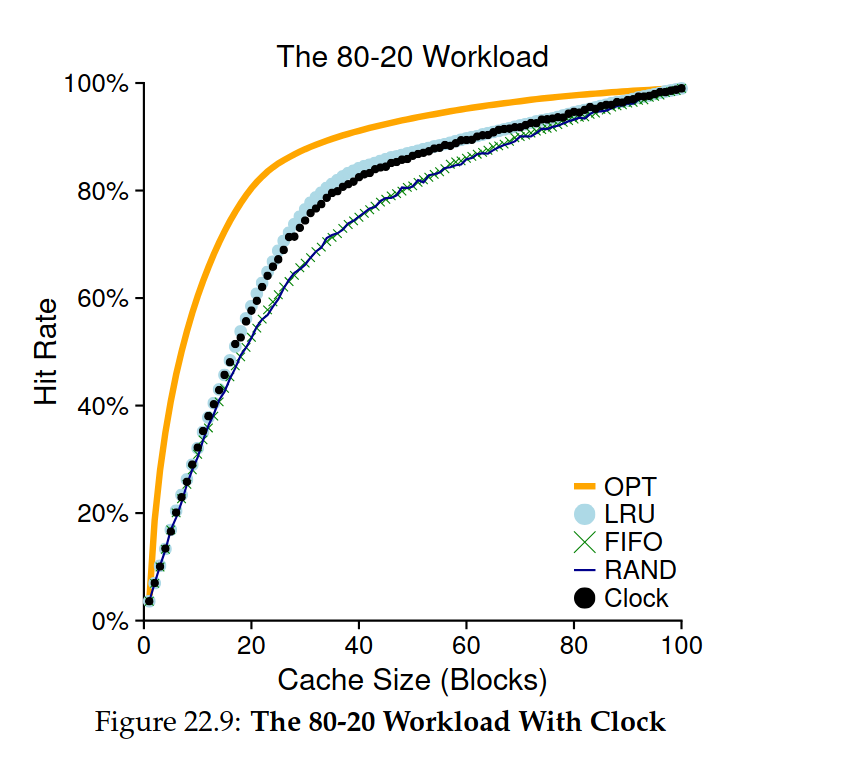 The 80-20 Workload
100%
80%
60%
40%
20%
0%
Hit Rate
OPT
LRU
FIFO
RAND
Clock
0 20 40 60 80 100
Cache Size (Blocks)
Figure 22.9: The 80-20 Workload With Clock